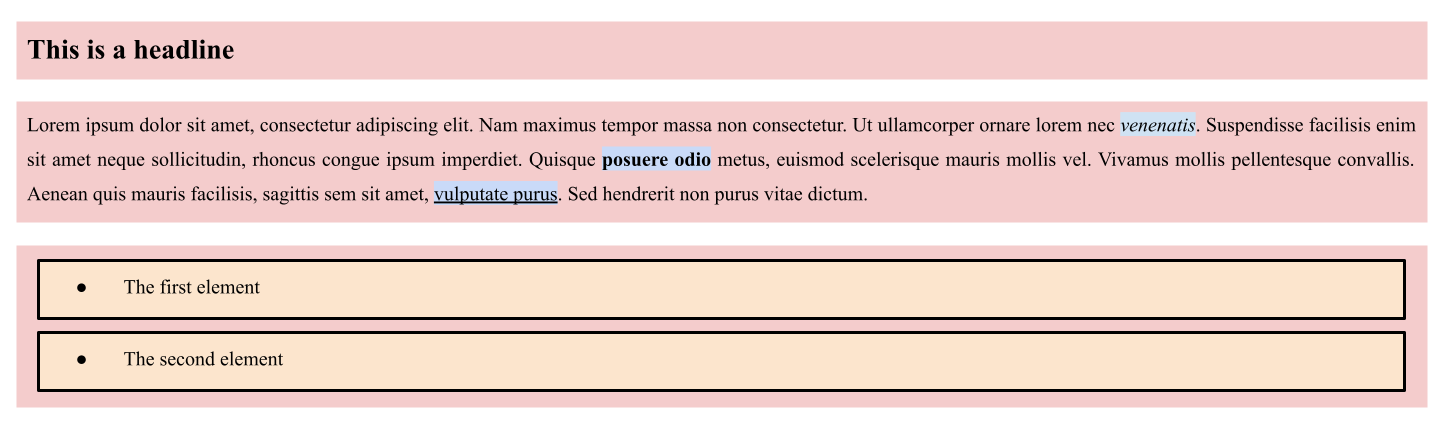 This is a headline
Lorem ipsum dolor sit amet, consectetur adipiscing elit. Nam maximus tempor massa non consectetur. Ut ullamcorper ornare lorem nec venenatis. Suspendisse facilisis enim
sit amet neque sollicitudin, rhoncus congue ipsum imperdiet. Quisque posuere odio metus, euismod scelerisque mauris mollis vel. Vivamus mollis pellentesque convallis.
Aenean quis mauris facilisis, sagittis sem sit amet, vulputate purus. Sed hendrerit non purus vitae dictum.
● The first element
● The second element